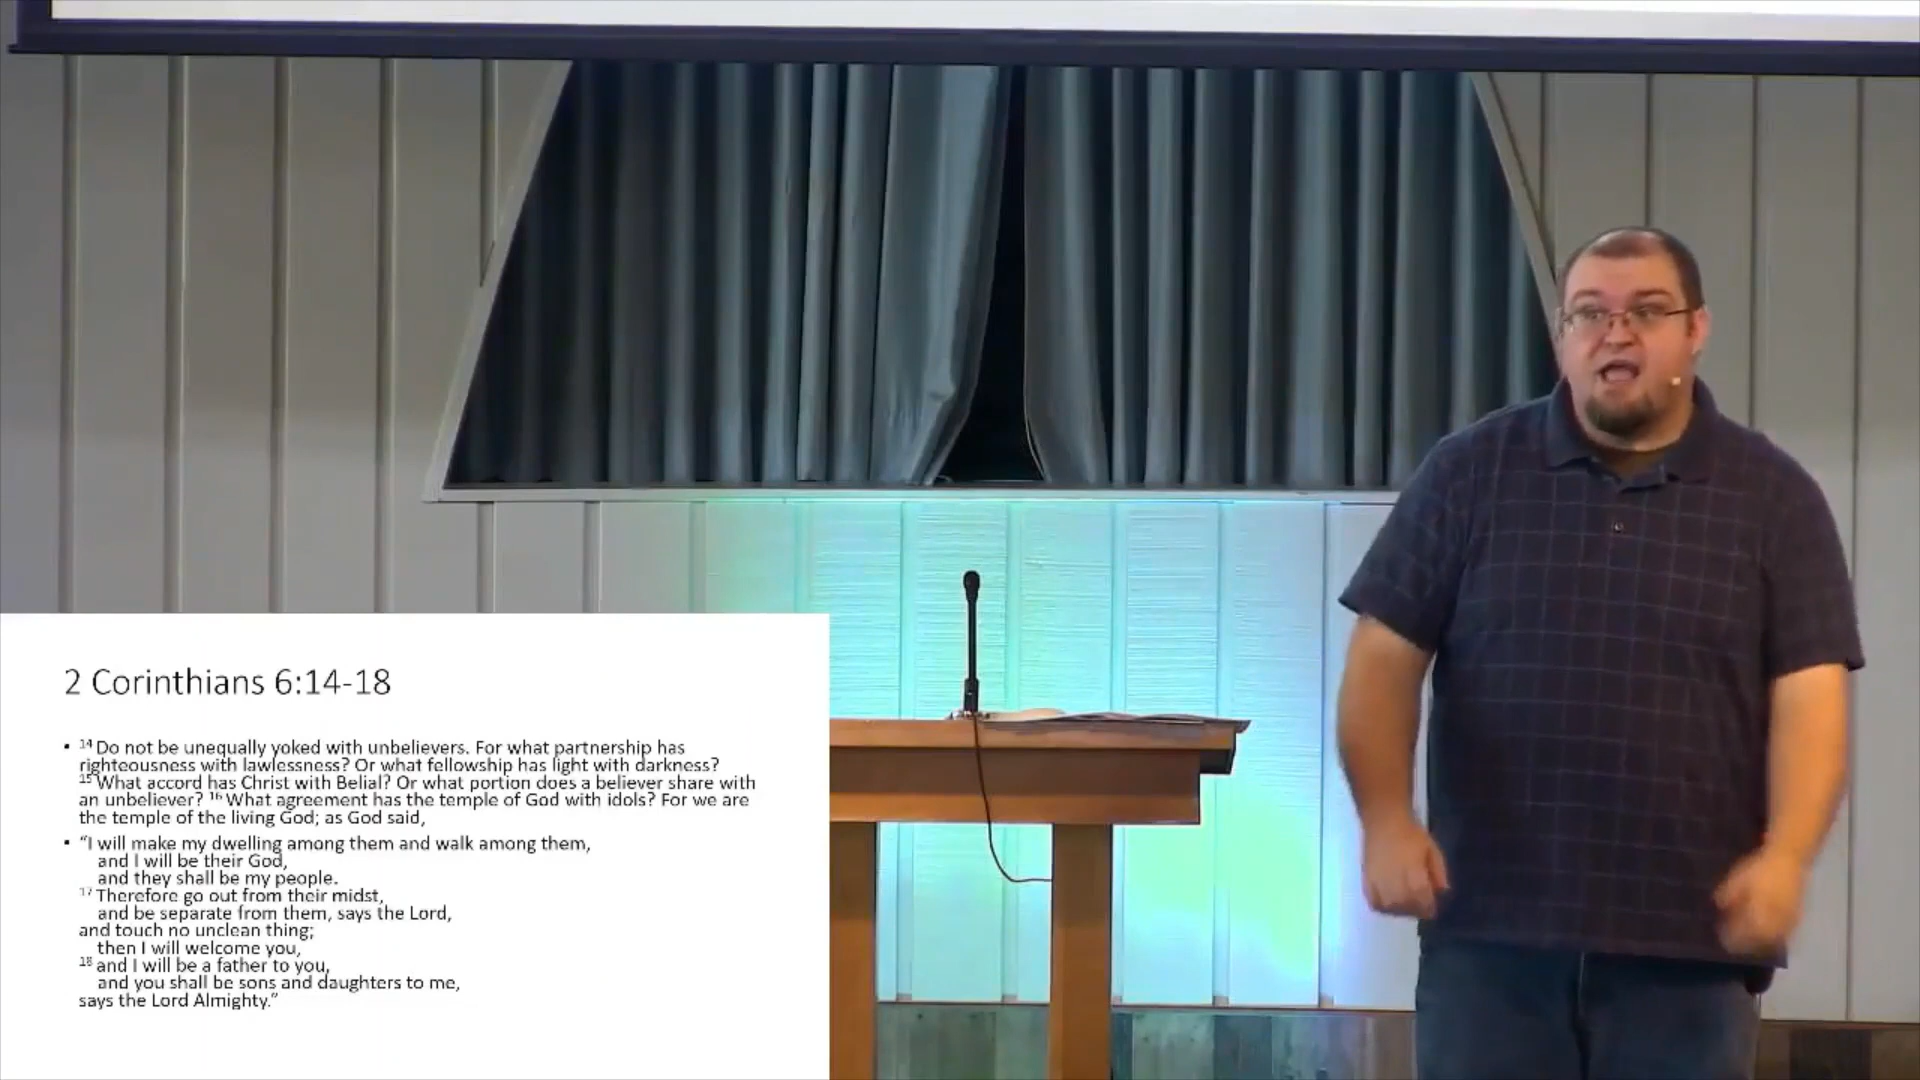 2 Corinthians 6:14-18
• ¹⁴ Do not be unequally yoked with unbelievers. For what partnership has
righteousness with lawlessness? Or what fellowship has light with darkness?
¹⁵ What accord has Christ with Belial? Or what portion does a believer share with
an unbeliever? ¹⁶ What agreement has the temple of God with idols? For we are
the temple of the living God; as God said,
• “I will make my dwelling among them and walk among them,
and I will be their God,
and they shall be my people.
¹⁷ Therefore go out from their midst,
and be separate from them, says the Lord,
and touch no unclean thing;
then I will welcome you,
¹⁸ and I will be a father to you,
and you shall be sons and daughters to me,
says the Lord Almighty.”